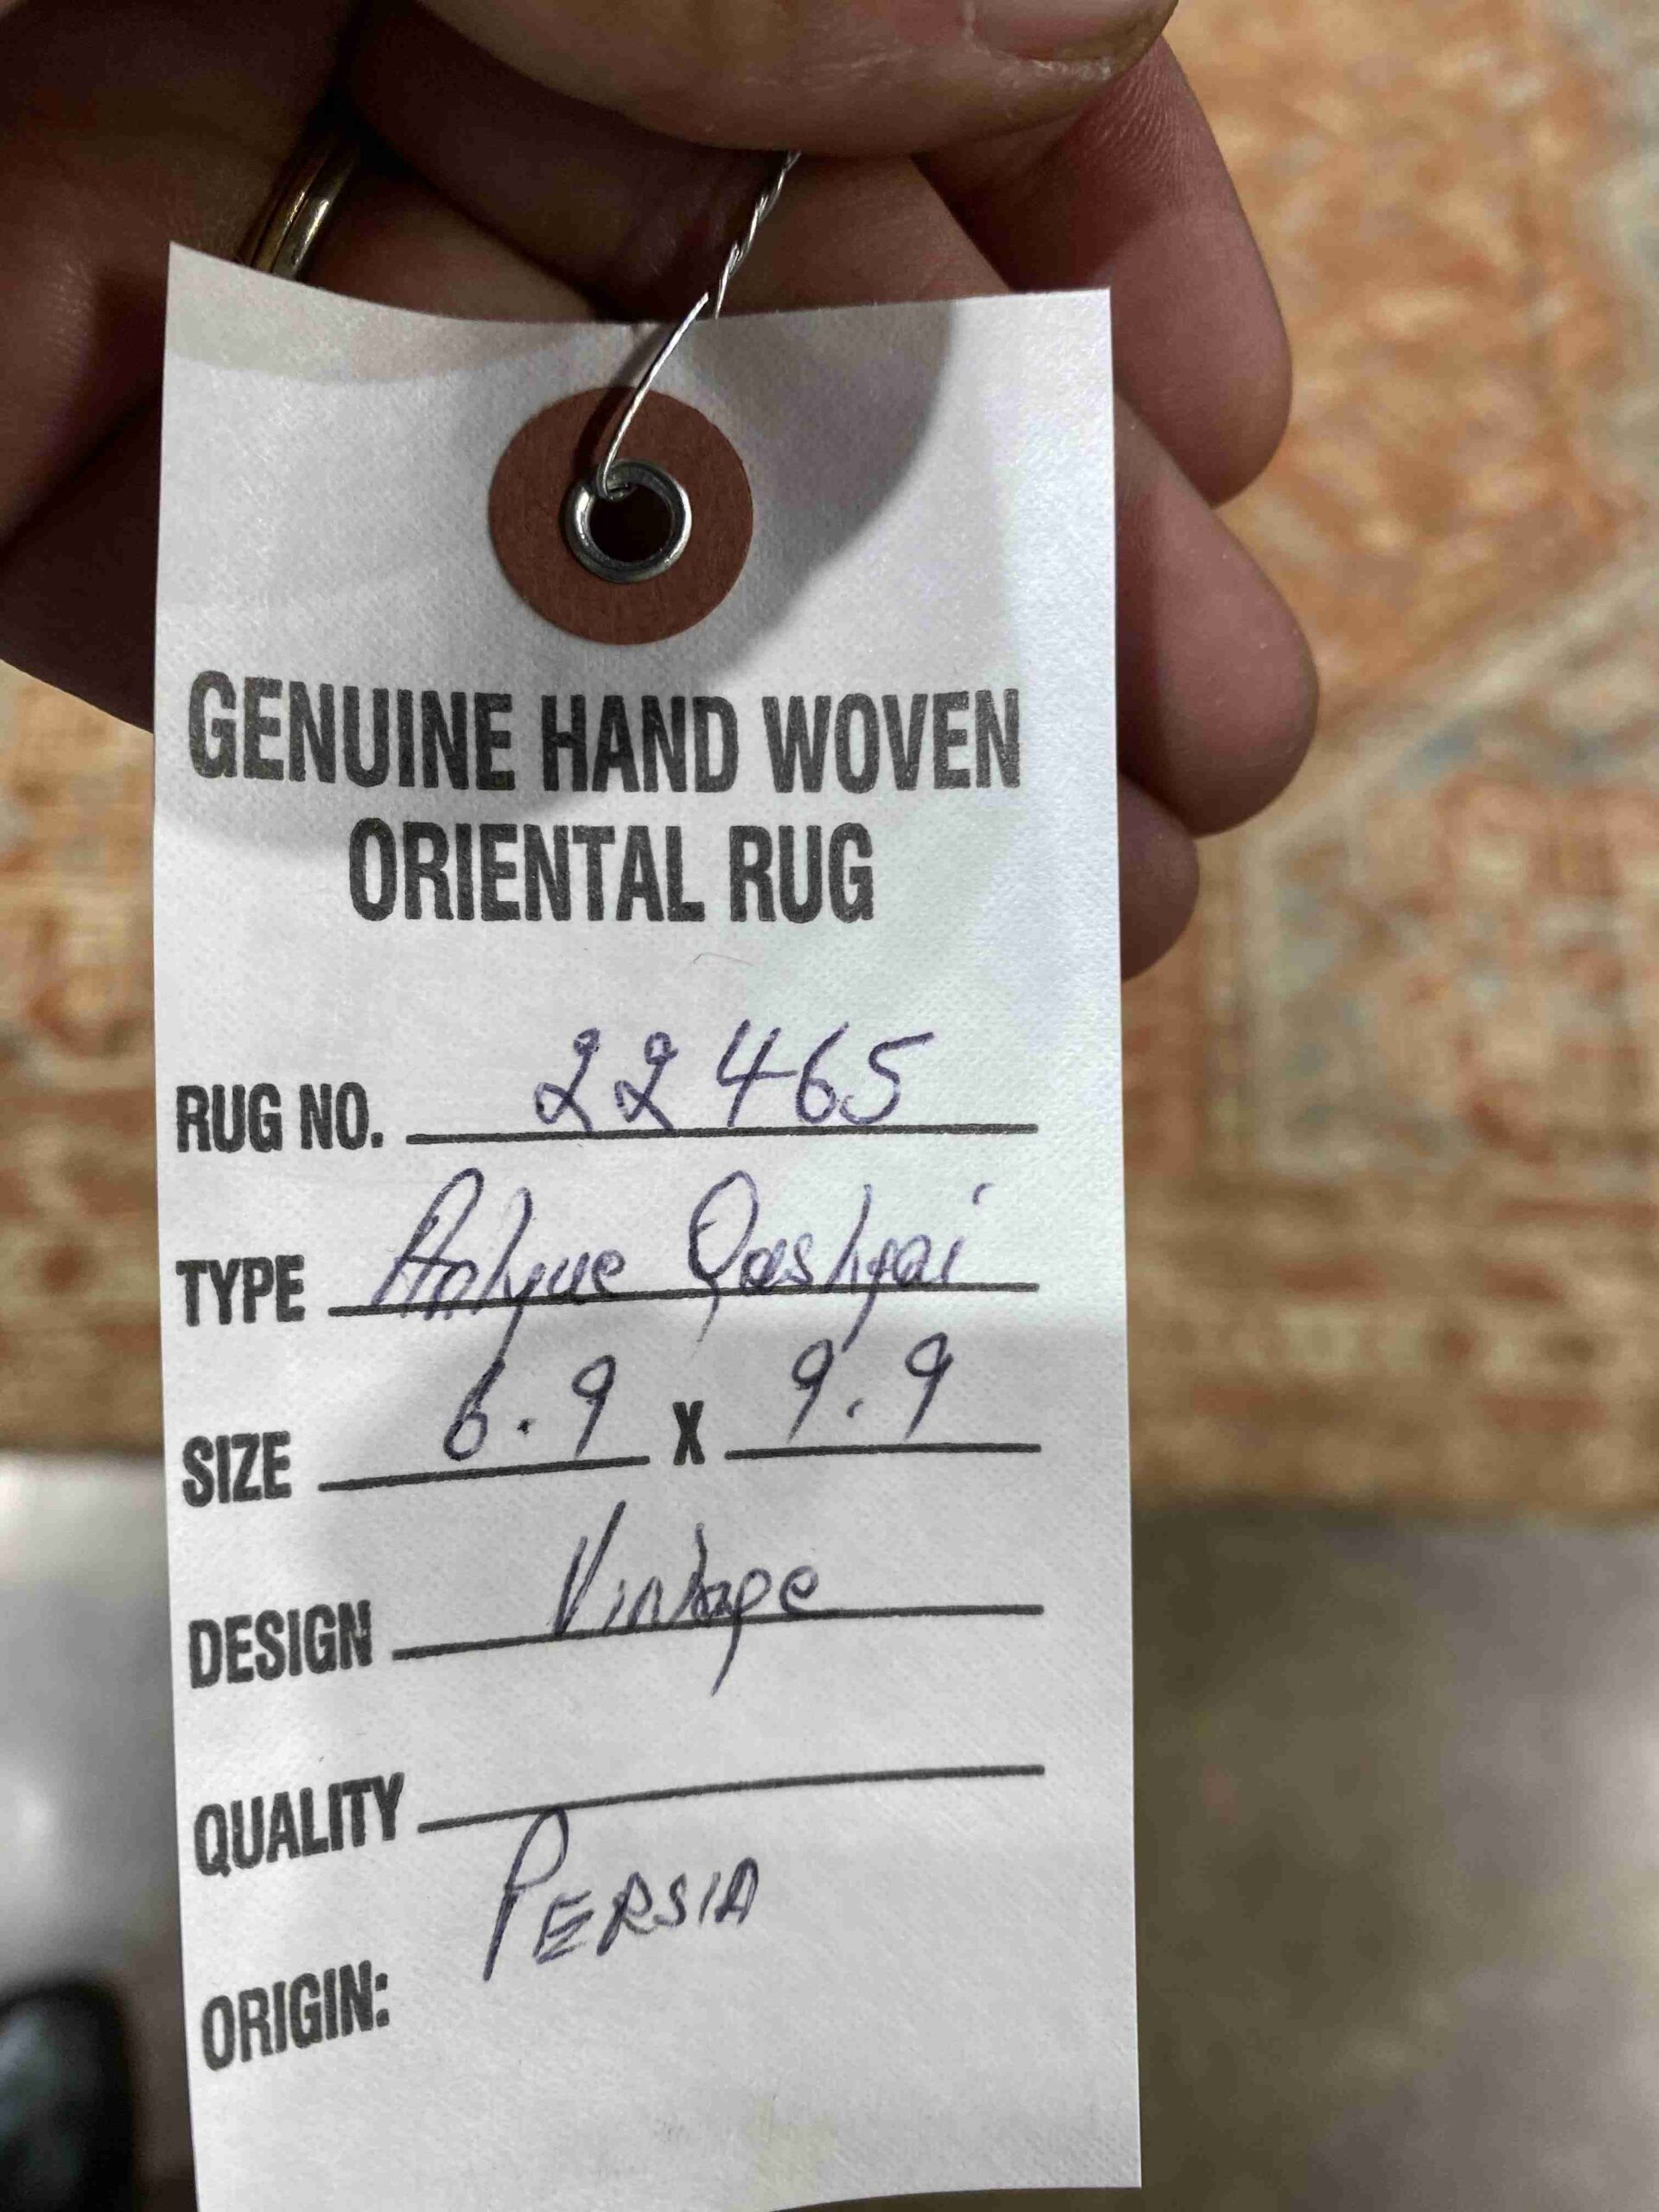 GENUINE HAND WOVEN
ORIENTAL RUG
RUG NO. 22465
TYPE Antique Qashqai
SIZE 6.9 X 9.9
DESIGN Vintage
QUALITY
ORIGIN: PERSIA